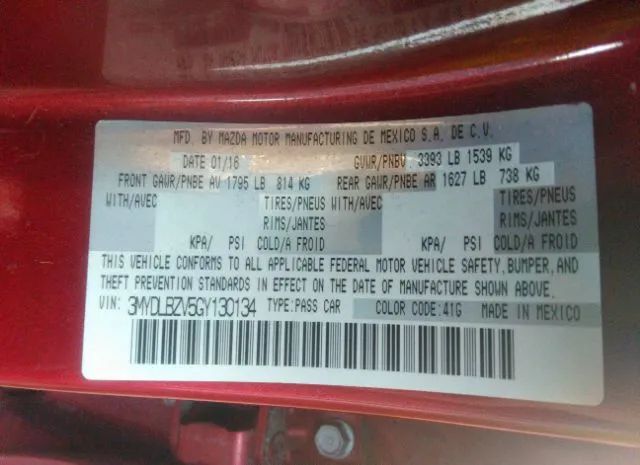 MFD. BY MAZDA MOTOR MANUFACTURING DE MEXICO S.A. DE C.V.
DATE 01/16 GVWR/PNBV: 3393 LB 1539 KG
FRONT GAWR/PNBE AV 1795 LB 814 KG REAR GAWR/PNBE AR 1627 LB 738 KG
WITH/AVEC TIRES/PNEUS WITH/AVEC TIRES/PNEUS
RIMS/JANTES RIMS/JANTES
KPA/ PSI COLD/A FROID KPA/ PSI COLD/A FROID
THIS VEHICLE CONFORMS TO ALL APPLICABLE FEDERAL MOTOR VEHICLE SAFETY, BUMPER, AND
THEFT PREVENTION STANDARDS IN EFFECT ON THE DATE OF MANUFACTURE SHOWN ABOVE.
VIN: 3MYDLBZV5GY130134 TYPE:PASS CAR COLOR CODE:41G MADE IN MEXICO